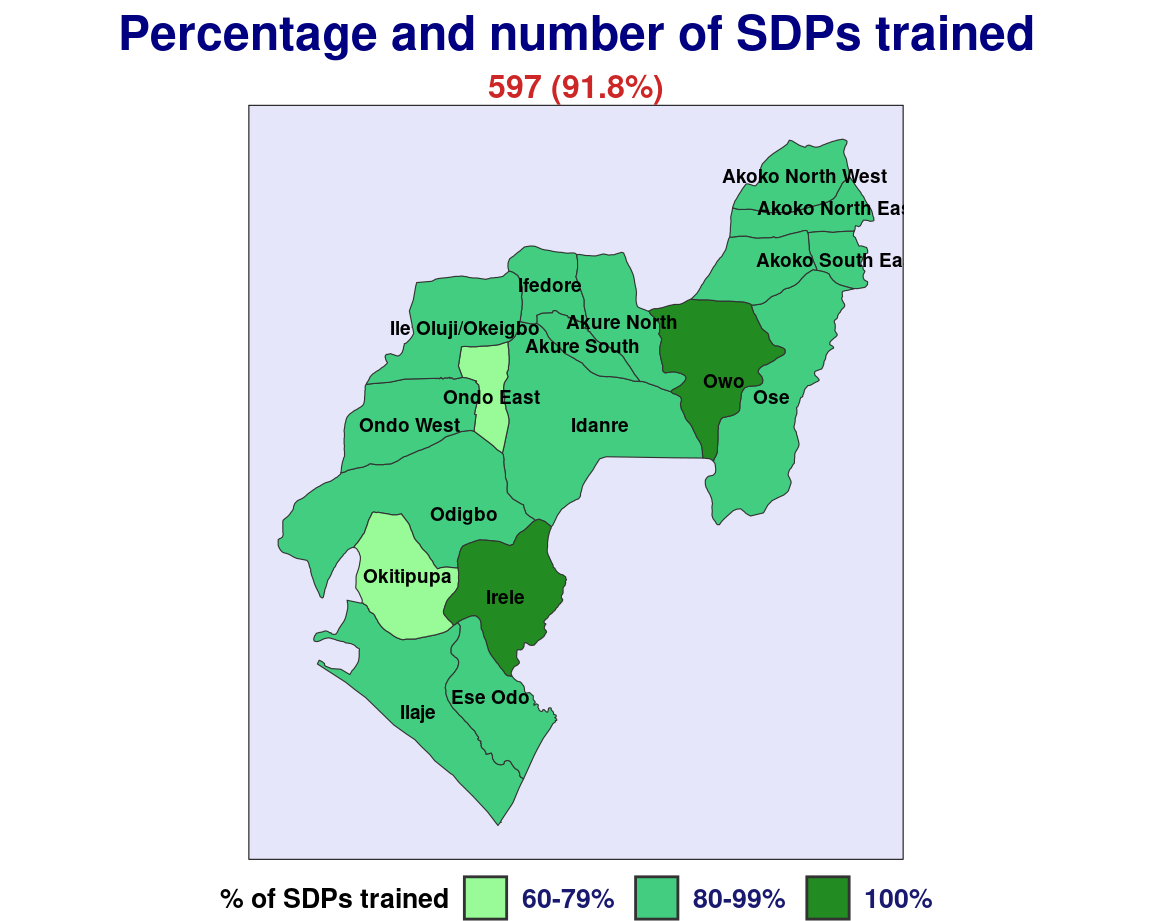 Percentage and number of SDPs trained
597 (91.8%)
Akoko North West
Akoko North Eas
Akoko South Ea
Ifedore
Ile Oluji/Okeigbo
Akure North
Akure South
Owo
Ondo East
Ose
Ondo West
Idanre
Odigbo
Okitipupa
Irele
Ese Odo
Ilaje
% of SDPs trained 60-79% 80-99% 100%